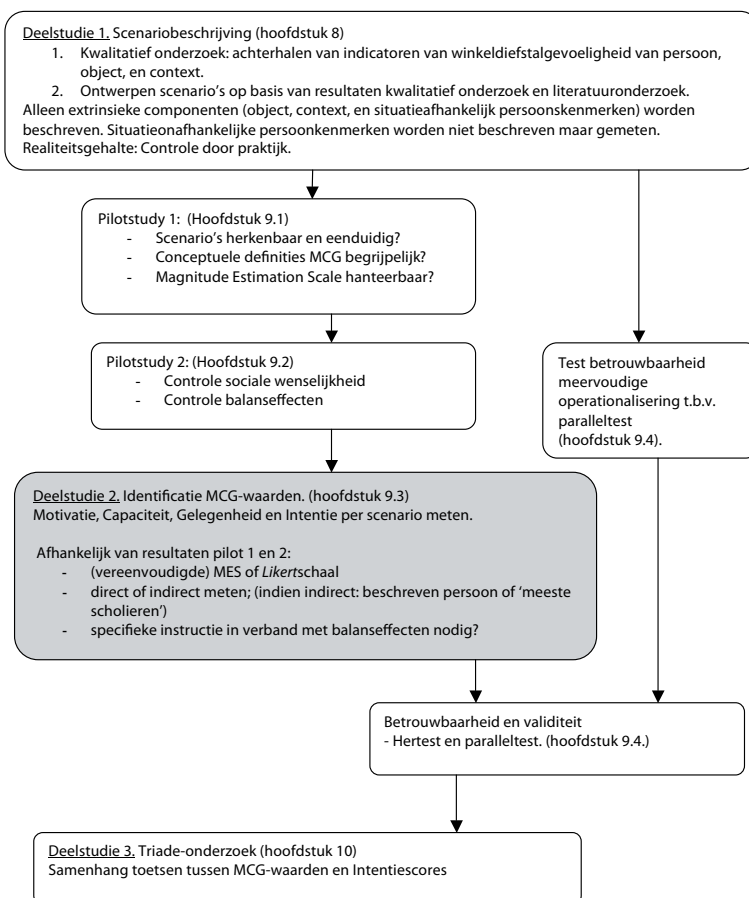 Deelstudie 1. Scenariobeschrijving (hoofdstuk 8)
1. Kwalitatief onderzoek: achterhalen van indicatoren van winkeldiefstalgevoeligheid van persoon,
object, en context.
2. Ontwerpen scenario's op basis van resultaten kwalitatief onderzoek en literatuuronderzoek.
Alleen extrinsieke componenten (object, context, en situatieafhankelijk persoonskenmerken) worden
beschreven. Situatieonafhankelijke persoonkenmerken worden niet beschreven maar gemeten.
Realiteitsgehalte: Controle door praktijk.
Pilotstudy 1: (Hoofdstuk 9.1)
- Scenario's herkenbaar en eenduidig?
- Conceptuele definities MCG begrijpelijk?
- Magnitude Estimation Scale hanteerbaar?
Pilotstudy 2: (Hoofdstuk 9.2)
- Controle sociale wenselijkheid
- Controle balanseffecten
Test betrouwbaarheid
meervoudige
operationalisering t.b.v.
paralleltest
(hoofdstuk 9.4).
Deelstudie 2. Identificatie MCG-waarden. (hoofdstuk 9.3)
Motivatie, Capaciteit, Gelegenheid en Intentie per scenario meten.
Afhankelijk van resultaten pilot 1 en 2:
- (vereenvoudigde) MES of Likertschaal
- direct of indirect meten; (indien indirect: beschreven persoon of 'meeste
scholieren')
- specifieke instructie in verband met balanseffecten nodig?
Betrouwbaarheid en validiteit
- Hertest en paralleltest. (hoofdstuk 9.4.)
Deelstudie 3. Triade-onderzoek (hoofdstuk 10)
Samenhang toetsen tussen MCG-waarden en Intentiescores